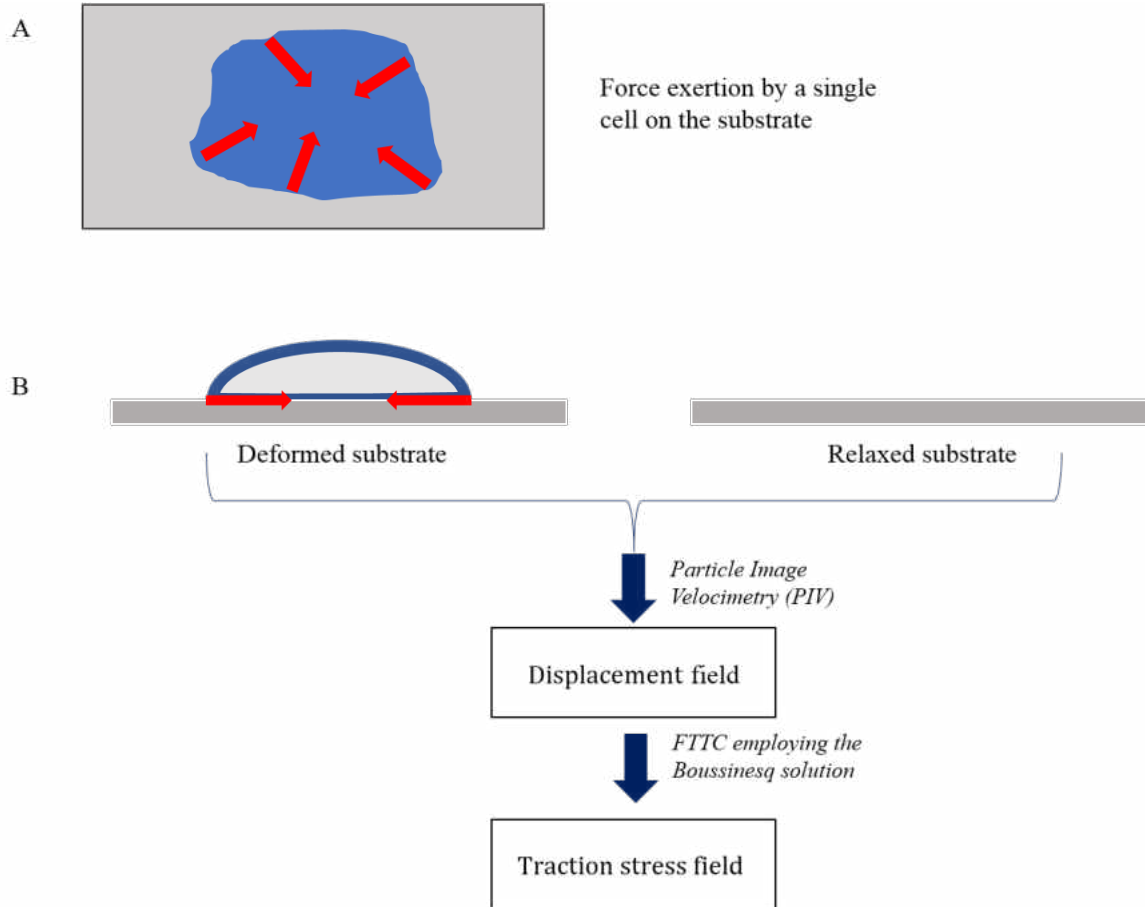 A
Force exertion by a single
cell on the substrate
B
Deformed substrate
Relaxed substrate
Particle Image
Velocimetry (PIV)
Displacement field
FTTC employing the
Boussinesq solution
Traction stress field